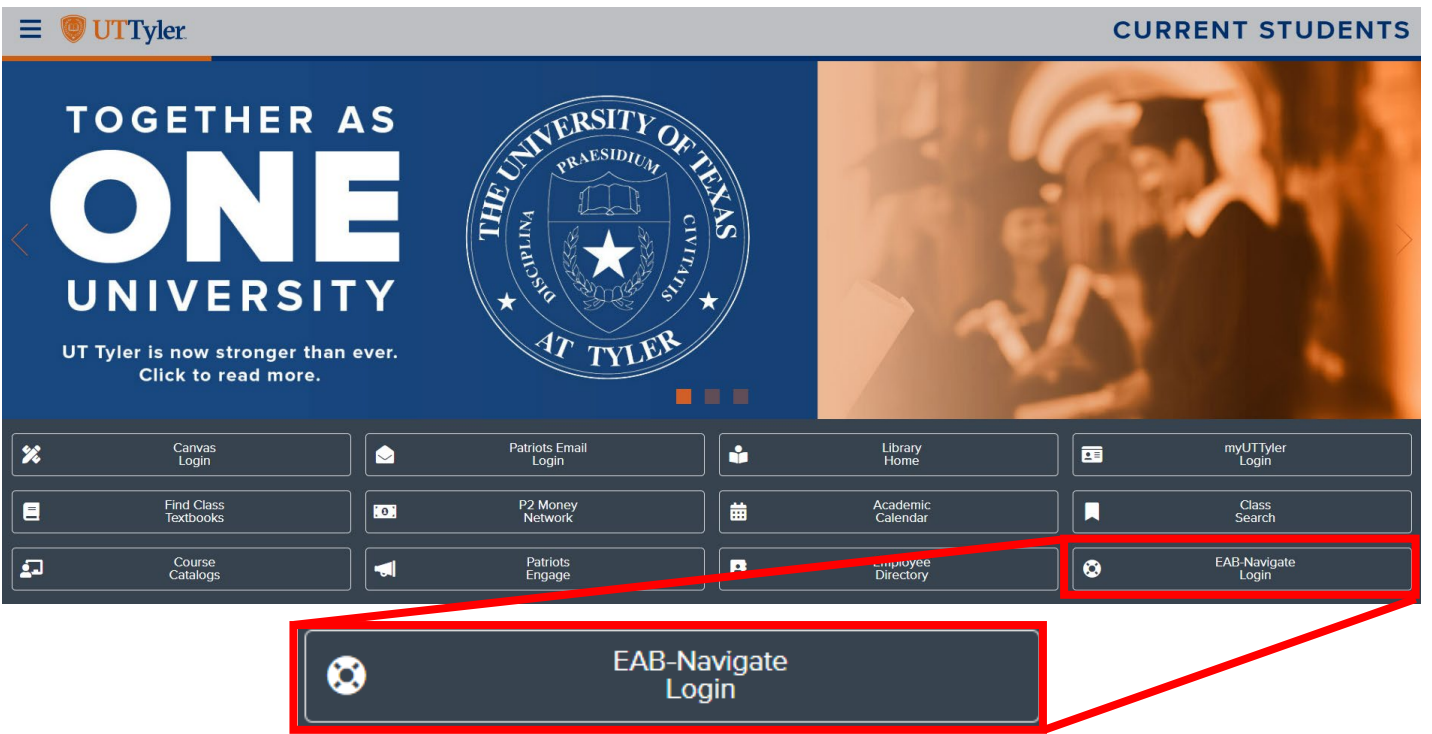 UTTyler
CURRENT STUDENTS
TOGETHER AS
ONE
UNIVERSITY
UT Tyler is now stronger than ever.
Click to read more.
THE UNIVERSITY OF TEXAS
AT TYLER
PRAESIDIUM
DISCIPLINA
CIVITATIS
Canvas
Login
Patriots Email
Login
Library
Home
myUTTyler
Login
Find Class
Textbooks
P2 Money
Network
Academic
Calendar
Class
Search
Course
Catalogs
Patriots
Engage
Employee
Directory
EAB-Navigate
Login
EAB-Navigate
Login